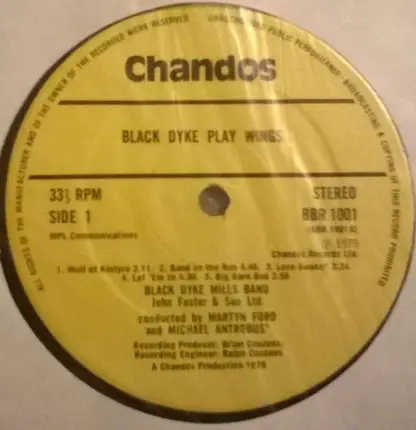 ALL RIGHTS OF THE MANUFACTURER AND OF THE OWNER OF THE RECORDED WORK RESERVED. UNAUTHORISED PUBLIC PERFORMANCE, BROADCASTING & COPYING OF THIS RECORD PROHIBITED
Chandos
BLACK DYKE PLAY WINGS
33⅓ RPM STEREO
SIDE 1 BBR 1001
MPL Communications (BBR 1001A)
℗ 1979
Chandos Records Ltd.
1. Mull of Kintyre 3.11. 2. Band on the Run 4.46. 3. Love Awake 3.24.
4. Let 'Em In 4.30. 5. Big Barn Bed 2.58
BLACK DYKE MILLS BAND
John Foster & Son Ltd
conducted by MARTYN FORD
and MICHAEL ANTROBUS
Recording Producer: Brian Couzens
Recording Engineer: Ralph Couzens
A Chandos Production 1979